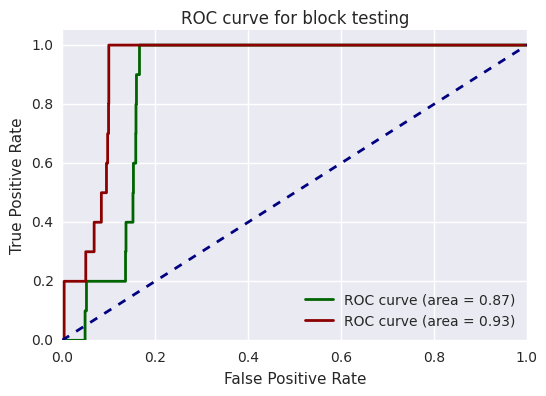 ROC curve for block testing
True Positive Rate
1.0
0.8
0.6
0.4
0.2
0.0
ROC curve (area = 0.87)
ROC curve (area = 0.93)
0.0 0.2 0.4 0.6 0.8 1.0
False Positive Rate